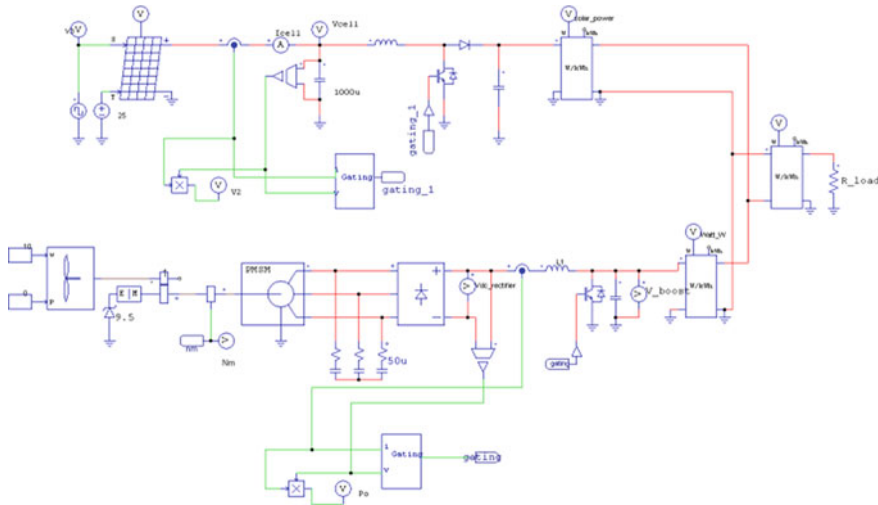 Vcell
Icell
solar_power
S
T
25
1000u
gating_1
W/kWh
R_load
V2
Gating
gating_1
10
w
0
P
9.5
Nm
Nm
PMSM
50u
Vdc_rectifier
L1
V_boost
Watt_W
W/kWh
gating
i
V
Gating
gating
Po